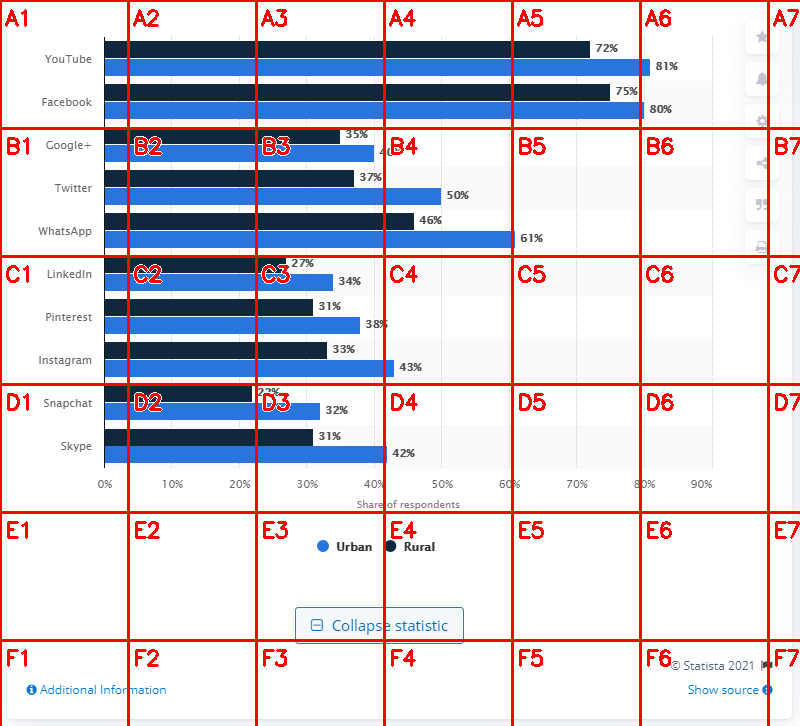 A1 A2 A3 A4 A5 A6 A7
72%
YouTube
81%
75%
Facebook
80%
B1 B2 B3 B4 B5 B6 B7
35%
Google+
40%
37%
Twitter
50%
46%
WhatsApp
61%
C1 C2 C3 C4 C5 C6 C7
27%
LinkedIn
34%
31%
Pinterest
38%
33%
Instagram
43%
D1 D2 D3 D4 D5 D6 D7
22%
Snapchat
32%
31%
Skype
42%
0% 10% 20% 30% 40% 50% 60% 70% 80% 90%
Share of respondents
E1 E2 E3 E4 E5 E6 E7
Urban Rural
Collapse statistic
F1 F2 F3 F4 F5 F6 F7
© Statista 2021
Additional Information
Show source